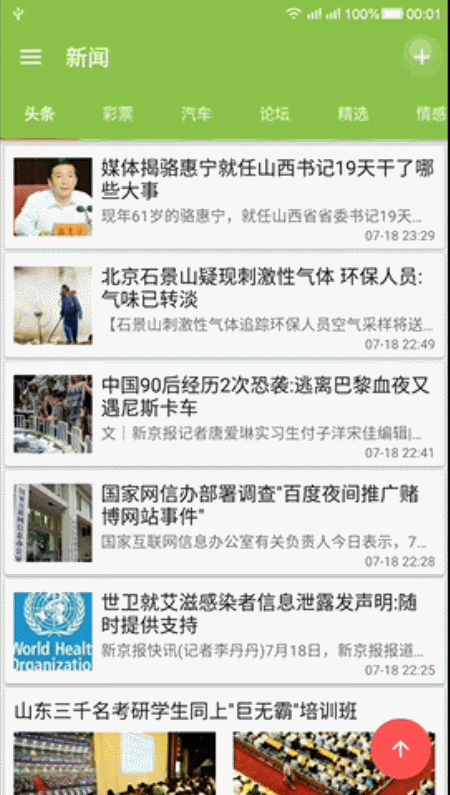 100% 00:01
新闻
头条 彩票 汽车 论坛 精选 情感
媒体揭骆惠宁就任山西书记19天干了哪
些大事
现年61岁的骆惠宁，就任山西省省委书记19天...
07-18 23:29
北京石景山疑现刺激性气体 环保人员:
气味已转淡
【石景山刺激性气体追踪环保人员空气采样将送...
07-18 22:49
中国90后经历2次恐袭:逃离巴黎血夜又
遇尼斯卡车
文｜新京报记者唐爱琳实习生付子洋宋佳编辑|...
07-18 22:41
国家网信办部署调查"百度夜间推广赌
博网站事件"
国家互联网信息办公室有关负责人今日表示，7...
07-18 22:28
世卫就艾滋感染者信息泄露发声明:随
时提供支持
新京报快讯(记者李丹丹)7月18日，新京报报道...
07-18 22:25
World Healt
Organizatio
山东三千名考研学生同上"巨无霸"培训班